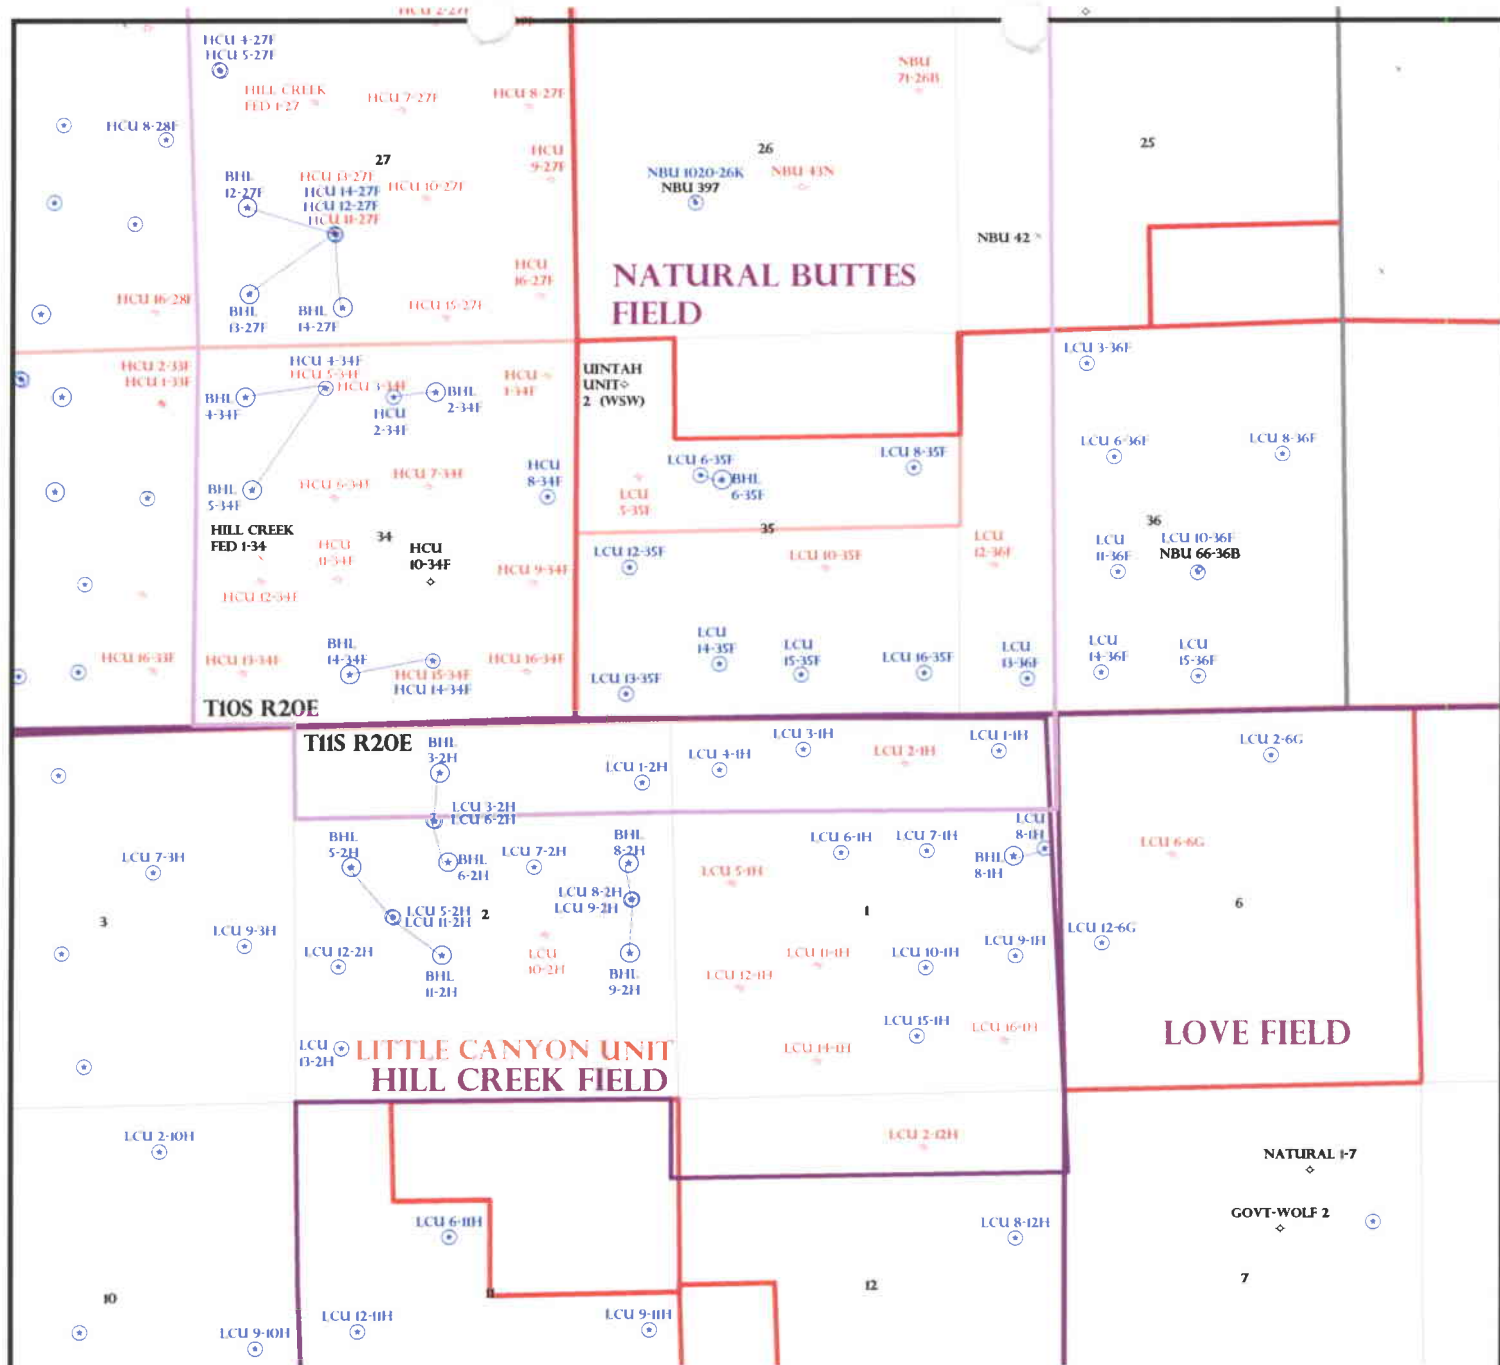 HCU 2-27F
HCU 4-27F
HCU 5-27F
HILL CREEK
FED 1-27
HCU 7-27F
HCU 8-27F
NBU
71-26B
HCU 8-28F
27
HCU
9-27F
26
25
BHL
12-27F
HCU 13-27F
HCU 14-27F
HCU 12-27F
HCU 11-27F
HCU 10-27F
NBU 1020-26K
NBU 397
NBU 43N
NBU 42
HCU
16-27F
NATURAL BUTTES
FIELD
HCU 16-28F
BHL
13-27F
BHL
14-27F
HCU 15-27F
HCU 2-33F
HCU 1-33F
HCU 4-34F
HCU 5-34F
HCU 3-34F
BHL
4-34F
HCU
2-34F
BHL
2-34F
HCU
1-34F
UINTAH
UNIT
2 (WSW)
LCU 3-36F
LCU 6-36F
LCU 8-36F
BHL
5-34F
HCU 6-34F
HCU 7-34F
HCU
8-34F
LCU
5-35F
LCU 6-35F
BHL
6-35F
LCU 8-35F
HILL CREEK
FED 1-34
34
HCU
11-34F
HCU
10-34F
35
36
HCU 12-34F
HCU 9-34F
LCU 12-35F
LCU 10-35F
LCU
12-36F
LCU
11-36F
LCU 10-36F
NBU 66-36B
HCU 16-33F
HCU 13-34F
BHL
14-34F
HCU 15-34F
HCU 14-34F
HCU 16-34F
LCU 13-35F
LCU
14-35F
LCU
15-35F
LCU 16-35F
LCU
13-36F
LCU
14-36F
LCU
15-36F
T10S R20E
T11S R20E
BHL
3-2H
LCU 1-2H
LCU 4-1H
LCU 3-1H
LCU 2-1H
LCU 1-1H
LCU 2-6G
LCU 3-2H
LCU 6-2H
BHL
5-2H
BHL
6-2H
LCU 7-2H
BHL
8-2H
LCU 6-1H
LCU 7-1H
LCU
8-1H
BHL
8-1H
LCU 6-6G
LCU 7-3H
LCU 5-1H
LCU 5-2H
LCU 11-2H
2
LCU 8-2H
LCU 9-2H
3
1
6
LCU 9-3H
LCU 12-2H
BHL
11-2H
LCU
10-2H
BHL
9-2H
LCU 12-1H
LCU 11-1H
LCU 10-1H
LCU 9-1H
LCU 12-6G
LCU
13-2H
LITTLE CANYON UNIT
HILL CREEK FIELD
LCU 14-1H
LCU 15-1H
LCU 16-1H
LOVE FIELD
LCU 2-10H
LCU 2-12H
NATURAL 1-7
LCU 6-11H
LCU 8-12H
GOVT-WOLF 2
10
11
12
7
LCU 9-10H
LCU 12-11H
LCU 9-11H